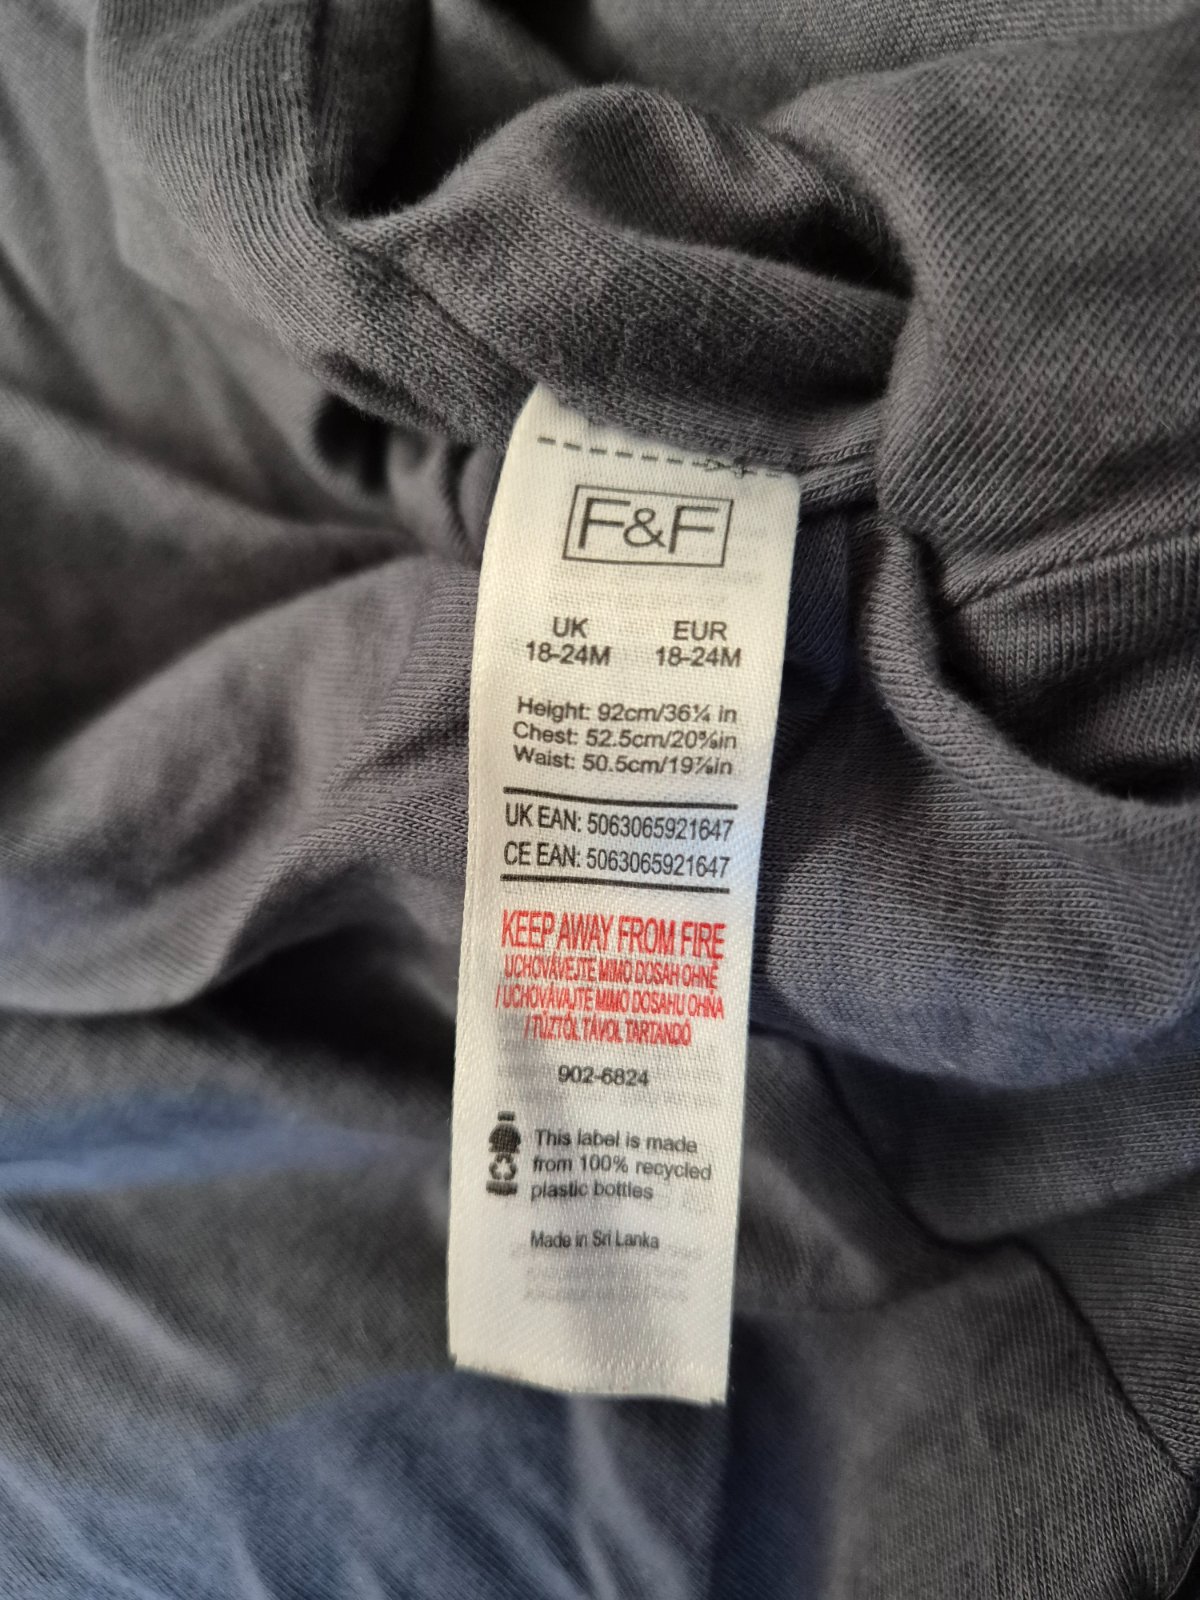 F&F
UK EUR
18-24M 18-24M
Height: 92cm/36¼ in
Chest: 52.5cm/20⅝in
Waist: 50.5cm/19⅞in
UK EAN: 5063065921647
CE EAN: 5063065921647
KEEP AWAY FROM FIRE
UCHOVÁVEJTE MIMO DOSAH OHNĚ
/ UCHOVÁVAJTE MIMO DOSAHU OHŇA
/ TŰZTŐL TÁVOL TARTANDÓ
902-6824
This label is made
from 100% recycled
plastic bottles
Made in Sri Lanka